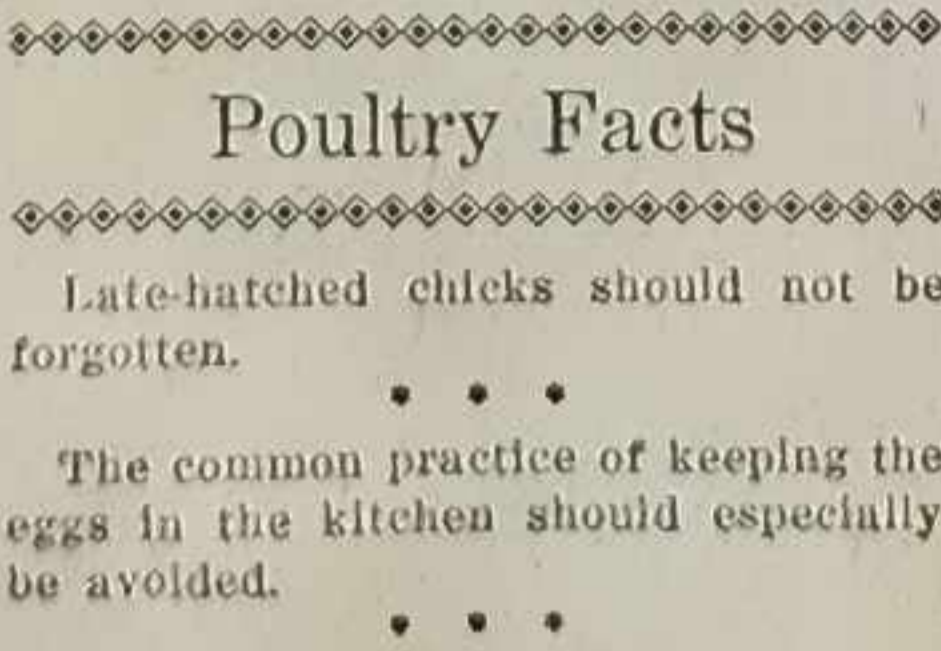 Poultry Facts
Late-hatched chicks should not be
forgotten.
• • •
The common practice of keeping the
eggs in the kitchen should especially
be avoided.
• • •